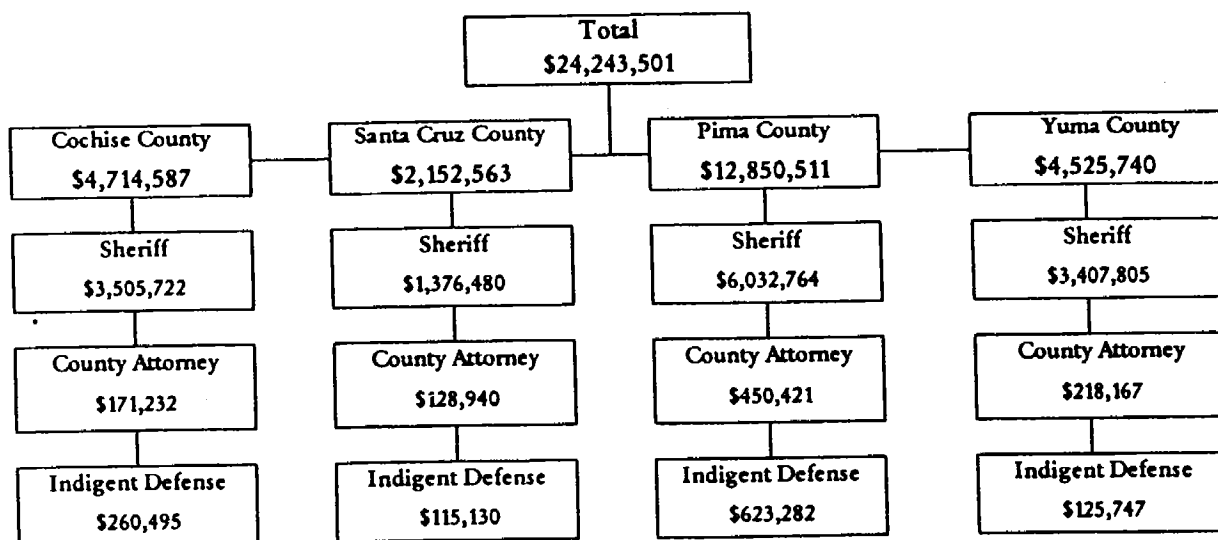 Total
$24,243,501
Cochise County
$4,714,587
Santa Cruz County
$2,152,563
Pima County
$12,850,511
Yuma County
$4,525,740
Sheriff
$3,505,722
Sheriff
$1,376,480
Sheriff
$6,032,764
Sheriff
$3,407,805
County Attorney
$171,232
County Attorney
$128,940
County Attorney
$450,421
County Attorney
$218,167
Indigent Defense
$260,495
Indigent Defense
$115,130
Indigent Defense
$623,282
Indigent Defense
$125,747